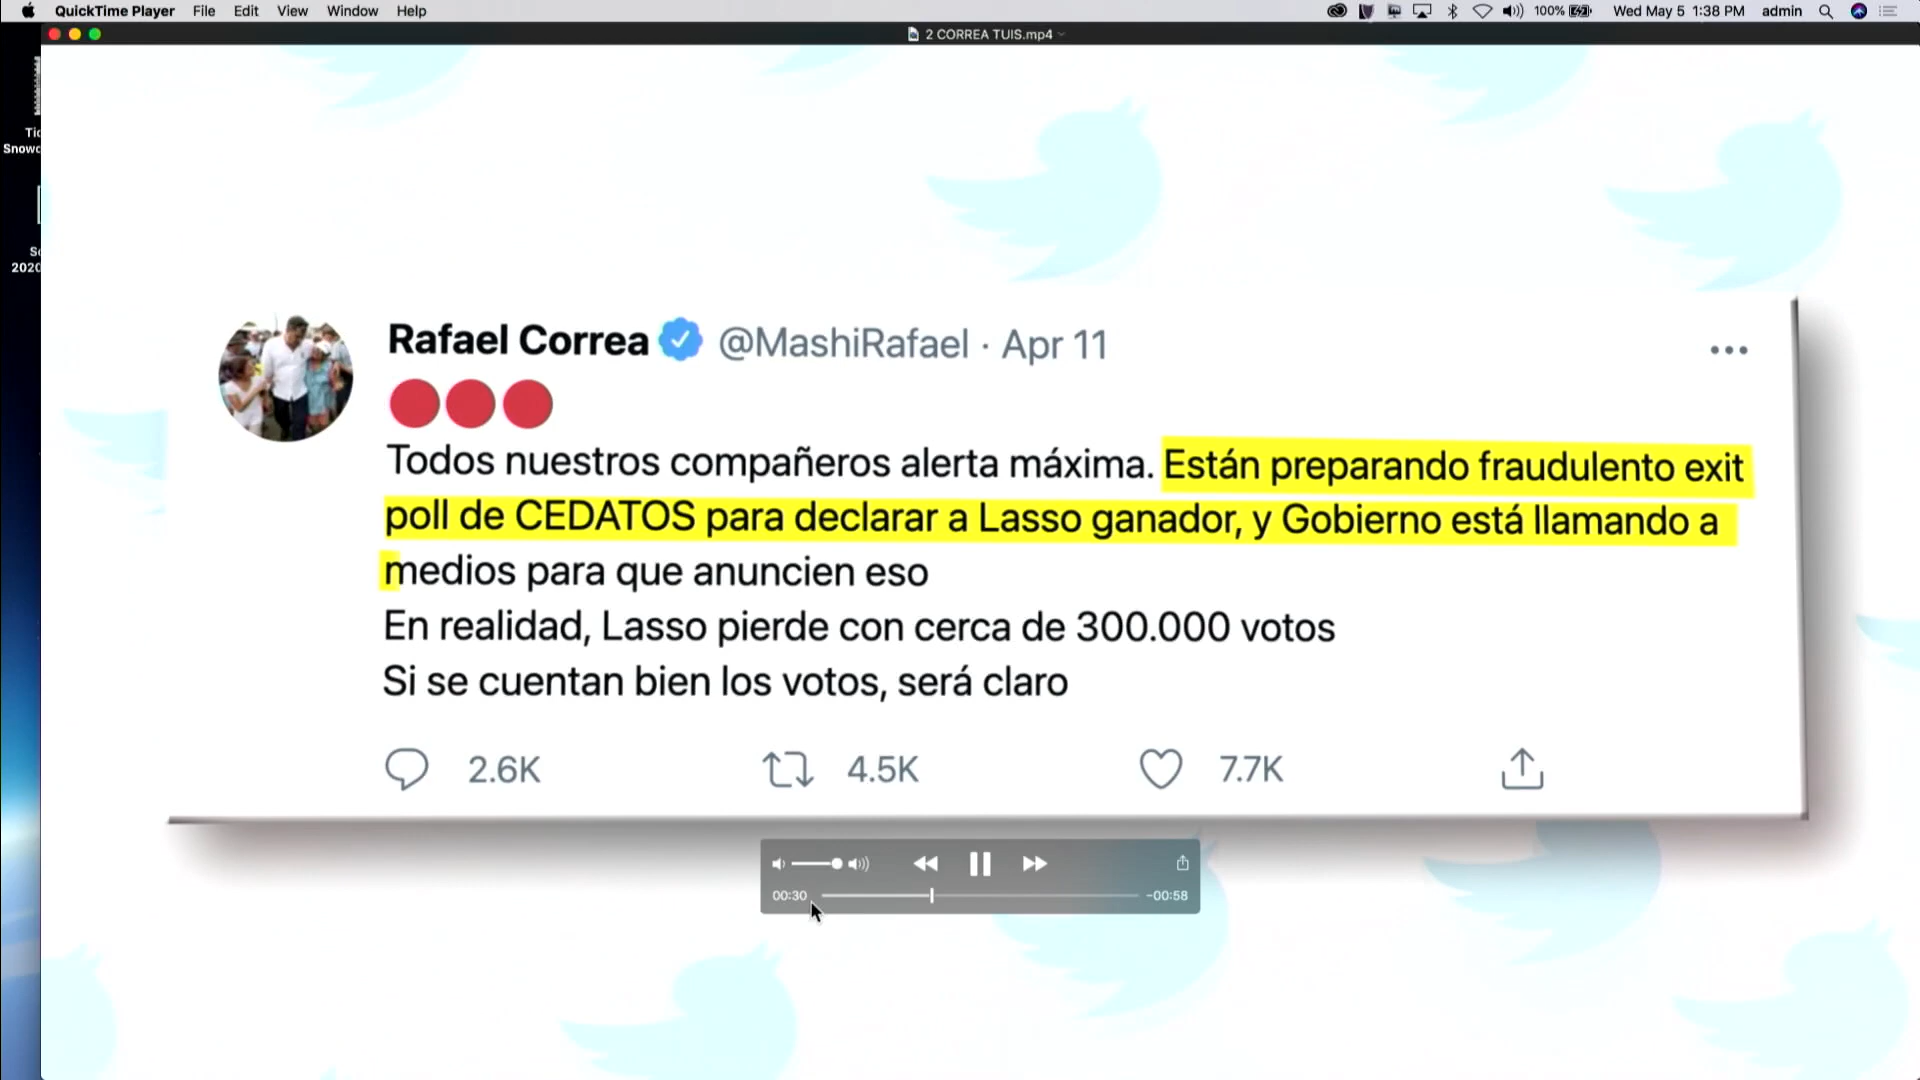 QuickTime Player File Edit View Window Help 100% Wed May 5 1:38 PM admin
2 CORREA TUIS.mp4
Snowc
2020
Rafael Correa @MashiRafael · Apr 11
Todos nuestros compañeros alerta máxima. Están preparando fraudulento exit
poll de CEDATOS para declarar a Lasso ganador, y Gobierno está llamando a
medios para que anuncien eso
En realidad, Lasso pierde con cerca de 300.000 votos
Si se cuentan bien los votos, será claro
2.6K 4.5K 7.7K
00:30 -00:58